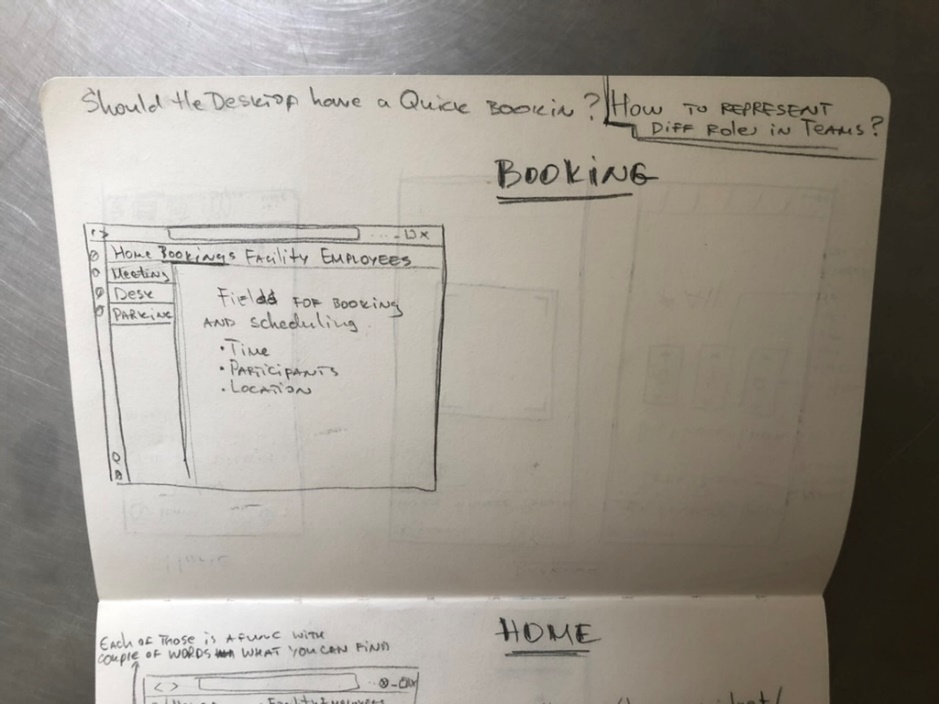 Should the Desktop have a Quick Bookin?
How to represent
Diff Roles in Teams?
BOOKING
< >
Home Bookings Facility Employees
Meeting
Desk
Parking
Fields for booking
and scheduling
• Time
• Participants
• Location
HOME
Each of those is a func with
couple of words what you can find
< >
Facility Employees